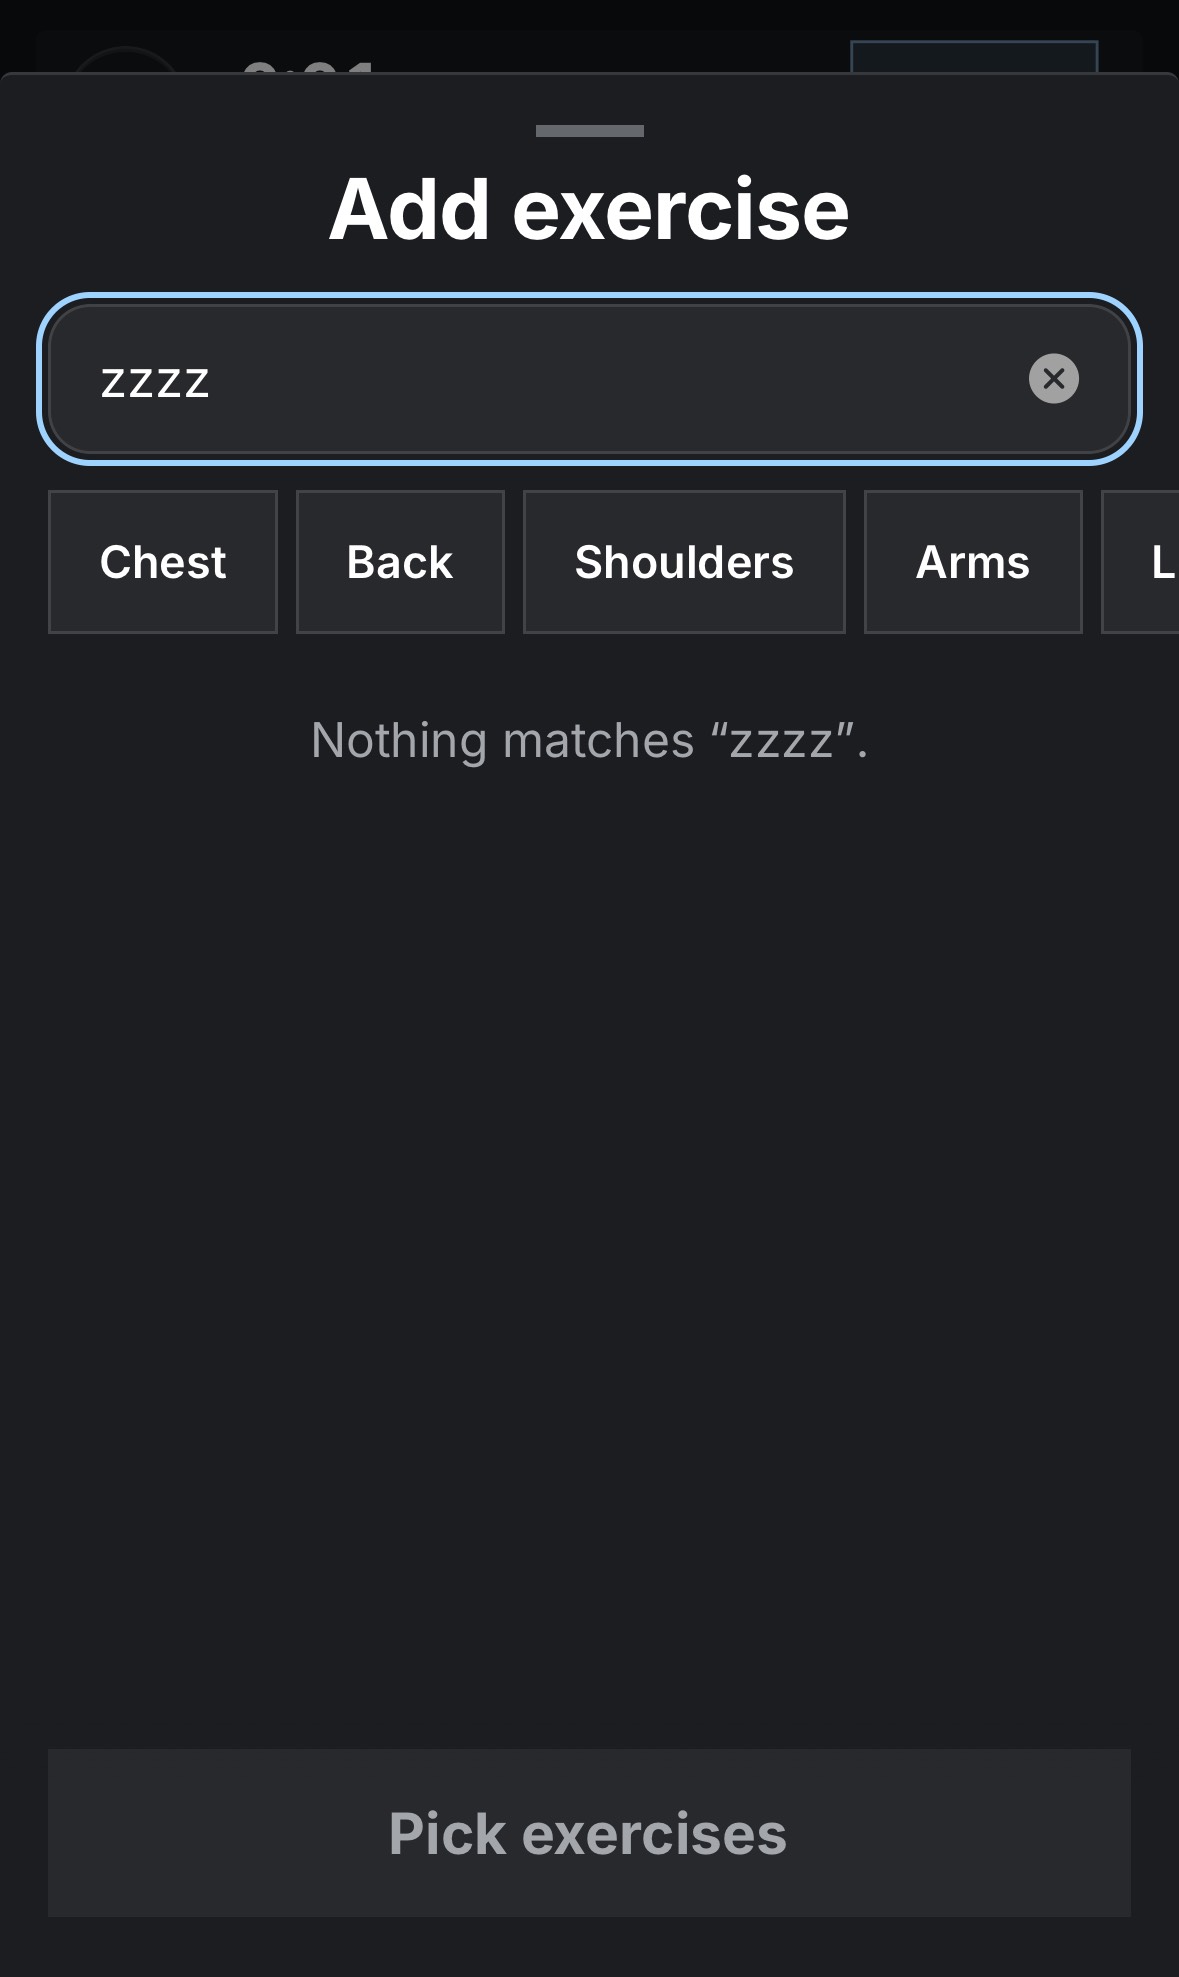 Add exercise
zzzz
Chest Back Shoulders Arms
Nothing matches “zzzz”.
Pick exercises